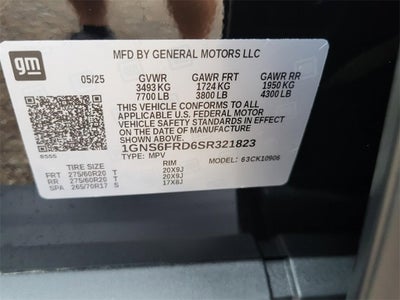 gm
MFD BY GENERAL MOTORS LLC
05/25 GVWR GAWR FRT GAWR RR
3493 KG 1724 KG 1950 KG
7700 LB 3800 LB 4300 LB
THIS VEHICLE CONFORMS TO ALL
APPLICABLE U.S. FEDERAL MOTOR
VEHICLE SAFETY STANDARDS IN EFFECT
ON THE DATE OF MANUFACTURE
SHOWN ABOVE.
1GNS6FRD6SR321823
TYPE: MPV MODEL: 63CK10906
TIRE SIZE RIM
FRT 275/60R20 T 20X9J
RR 275/60R20 T 20X9J
SPA 265/70R17 S 17X8J